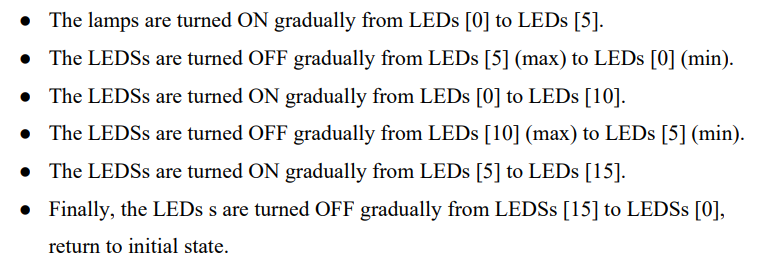 ● The lamps are turned ON gradually from LEDs [0] to LEDs [5].
● The LEDSs are turned OFF gradually from LEDs [5] (max) to LEDs [0] (min).
● The LEDSs are turned ON gradually from LEDs [0] to LEDs [10].
● The LEDSs are turned OFF gradually from LEDs [10] (max) to LEDs [5] (min).
● The LEDSs are turned ON gradually from LEDs [5] to LEDs [15].
● Finally, the LEDs s are turned OFF gradually from LEDSs [15] to LEDSs [0],
return to initial state.